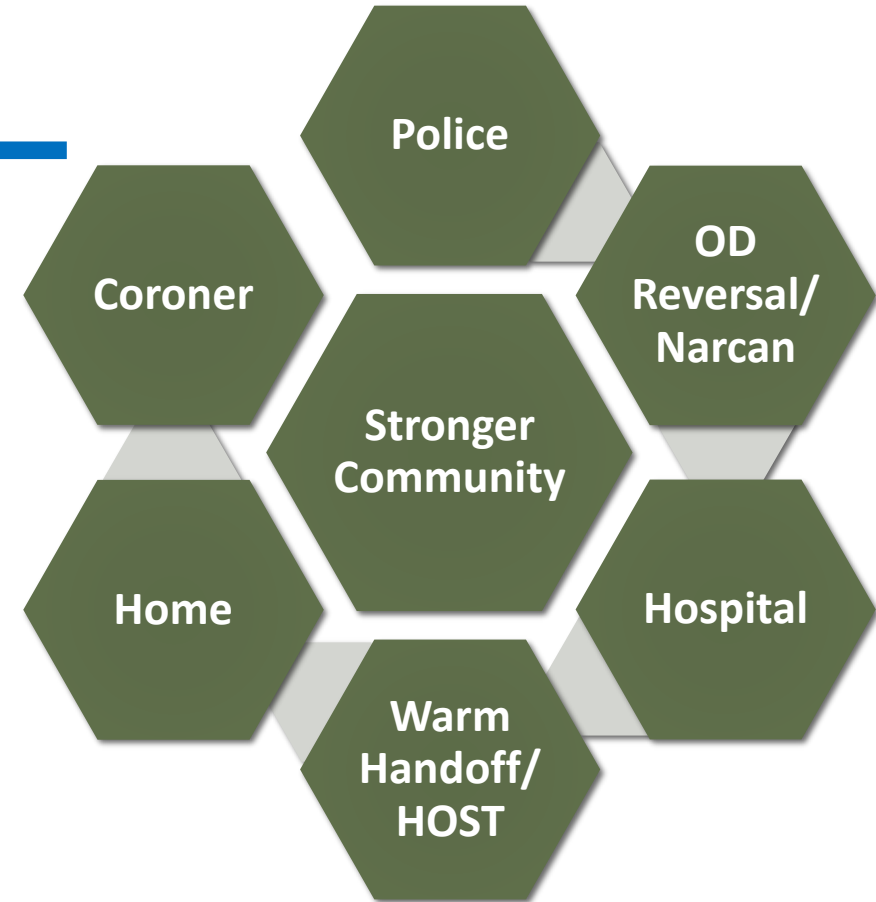 Police
OD
Reversal/
Narcan
Coroner
Stronger
Community
Home
Hospital
Warm
Handoff/
HOST